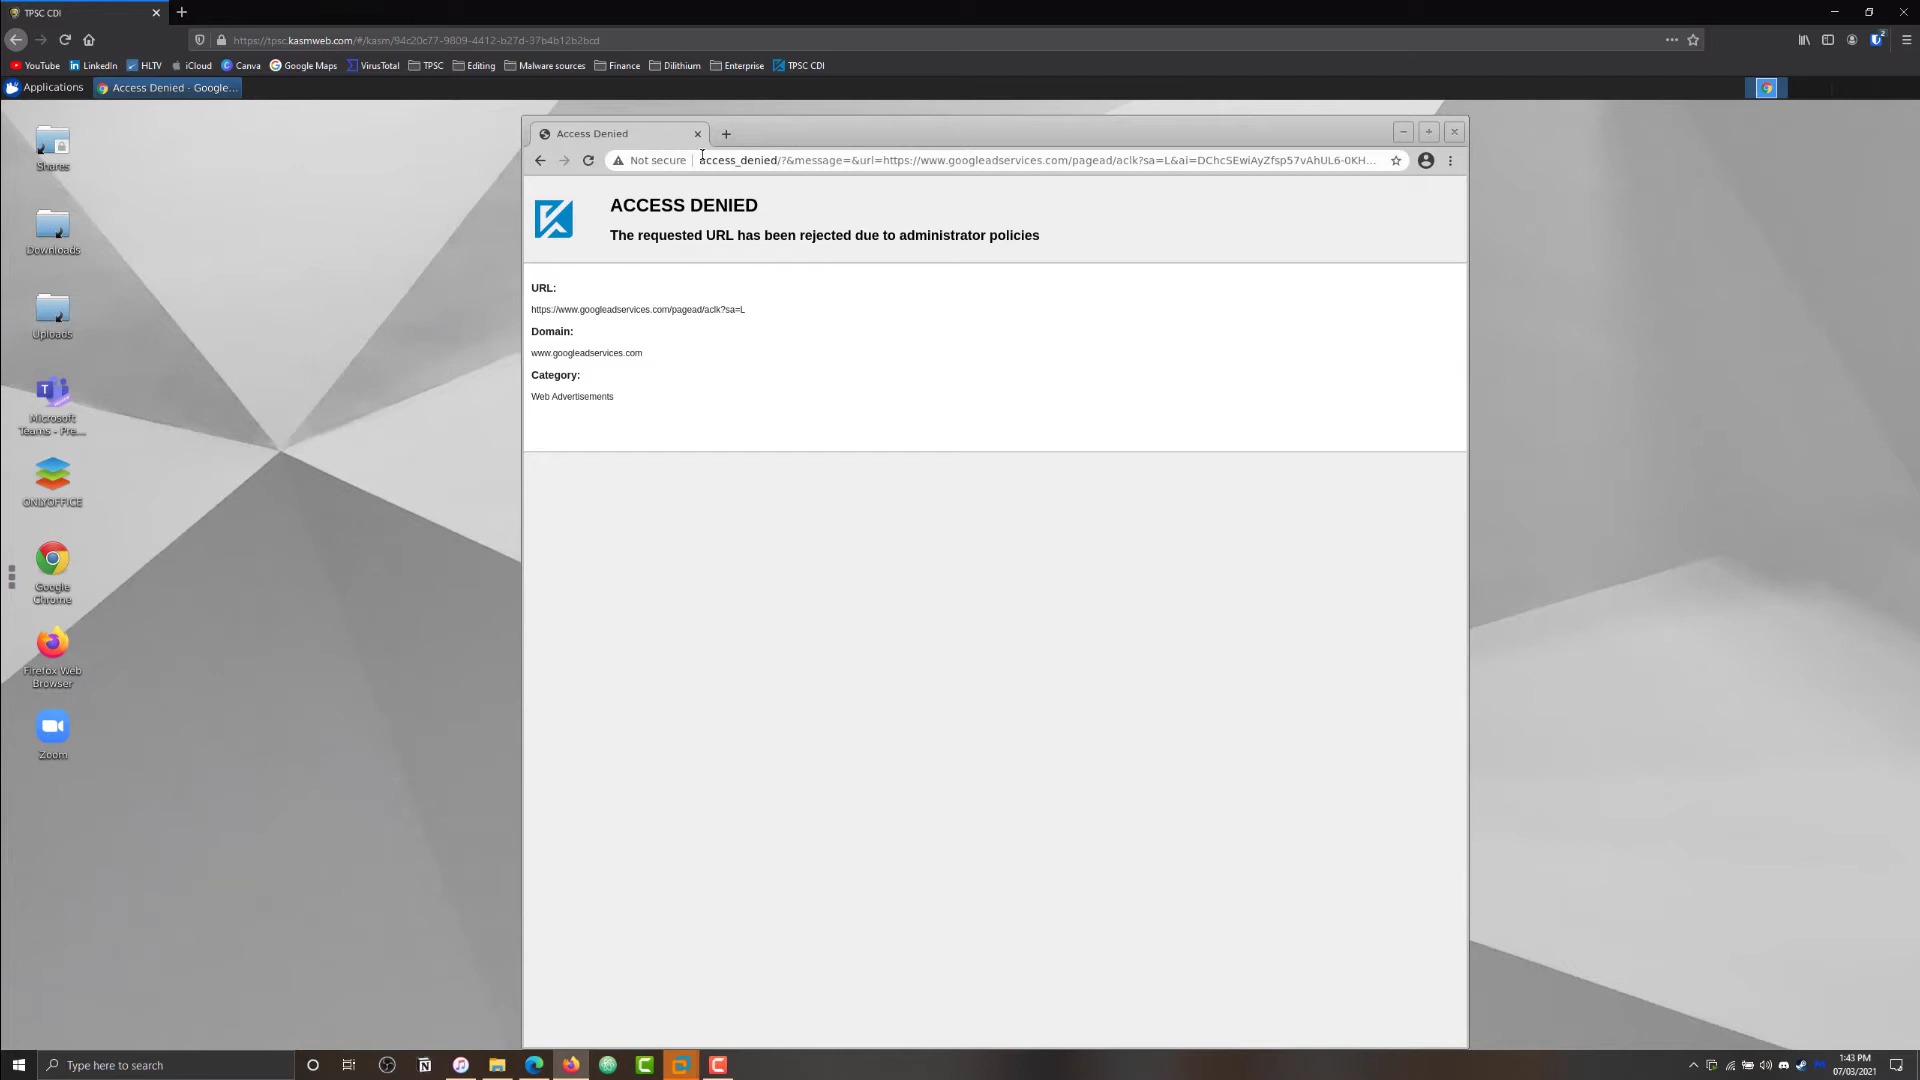 TPSC CDI
https://tpsc.kasmweb.com/#/kasm/94c20c77-9809-4412-b27d-37b4b12b2bcd
YouTube LinkedIn HLTV iCloud Canva Google Maps VirusTotal TPSC Editing Malware sources Finance Dilithium Enterprise TPSC CDI
Applications Access Denied - Google...
Access Denied
Not secure access_denied/?&message=&url=https://www.googleadservices.com/pagead/aclk?sa=L&ai=DChcSEwiAyZfsp57vAhUL6-0KH...
ACCESS DENIED
The requested URL has been rejected due to administrator policies
URL:
https://www.googleadservices.com/pagead/aclk?sa=L
Domain:
www.googleadservices.com
Category:
Web Advertisements
Shares
Downloads
Uploads
Microsoft
Teams - Pre...
ONLYOFFICE
Google
Chrome
Firefox Web
Browser
Zoom
Type here to search
1:43 PM
07/03/2021